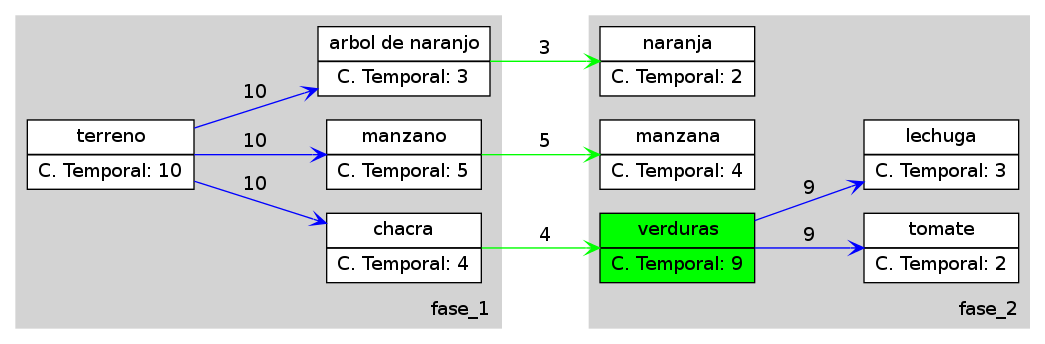 arbol de naranjo
C. Temporal: 3
3
naranja
C. Temporal: 2
10
terreno
C. Temporal: 10
10
manzano
C. Temporal: 5
5
manzana
C. Temporal: 4
lechuga
C. Temporal: 3
10
chacra
C. Temporal: 4
4
verduras
C. Temporal: 9
9
9
tomate
C. Temporal: 2
fase_1
fase_2